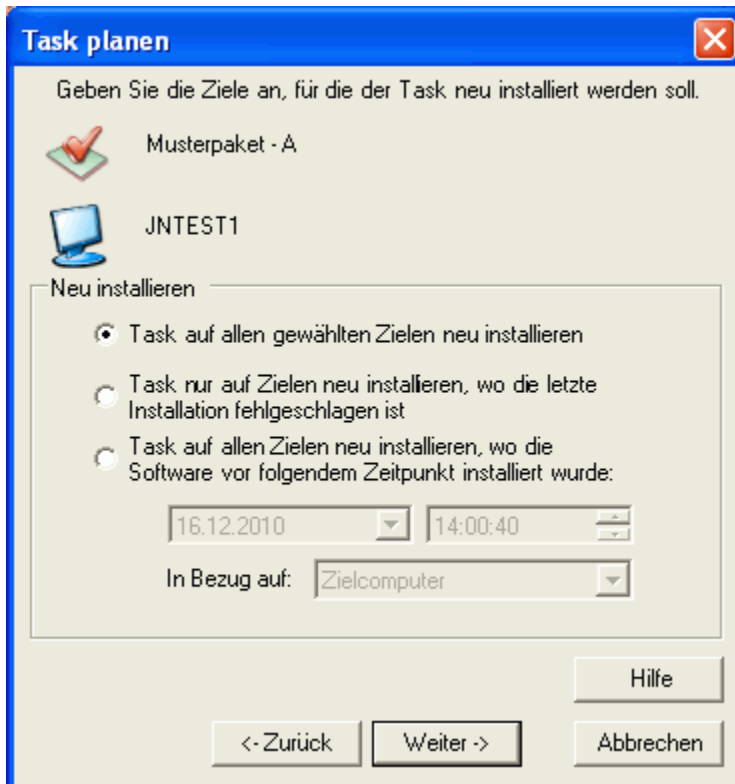 Task planen
Geben Sie die Ziele an, für die der Task neu installiert werden soll.
Musterpaket - A
JNTEST1
Neu installieren
Task auf allen gewählten Zielen neu installieren
Task nur auf Zielen neu installieren, wo die letzte
Installation fehlgeschlagen ist
Task auf allen Zielen neu installieren, wo die
Software vor folgendem Zeitpunkt installiert wurde:
16.12.2010 14:00:40
In Bezug auf: Zielcomputer
Hilfe
<- Zurück Weiter -> Abbrechen